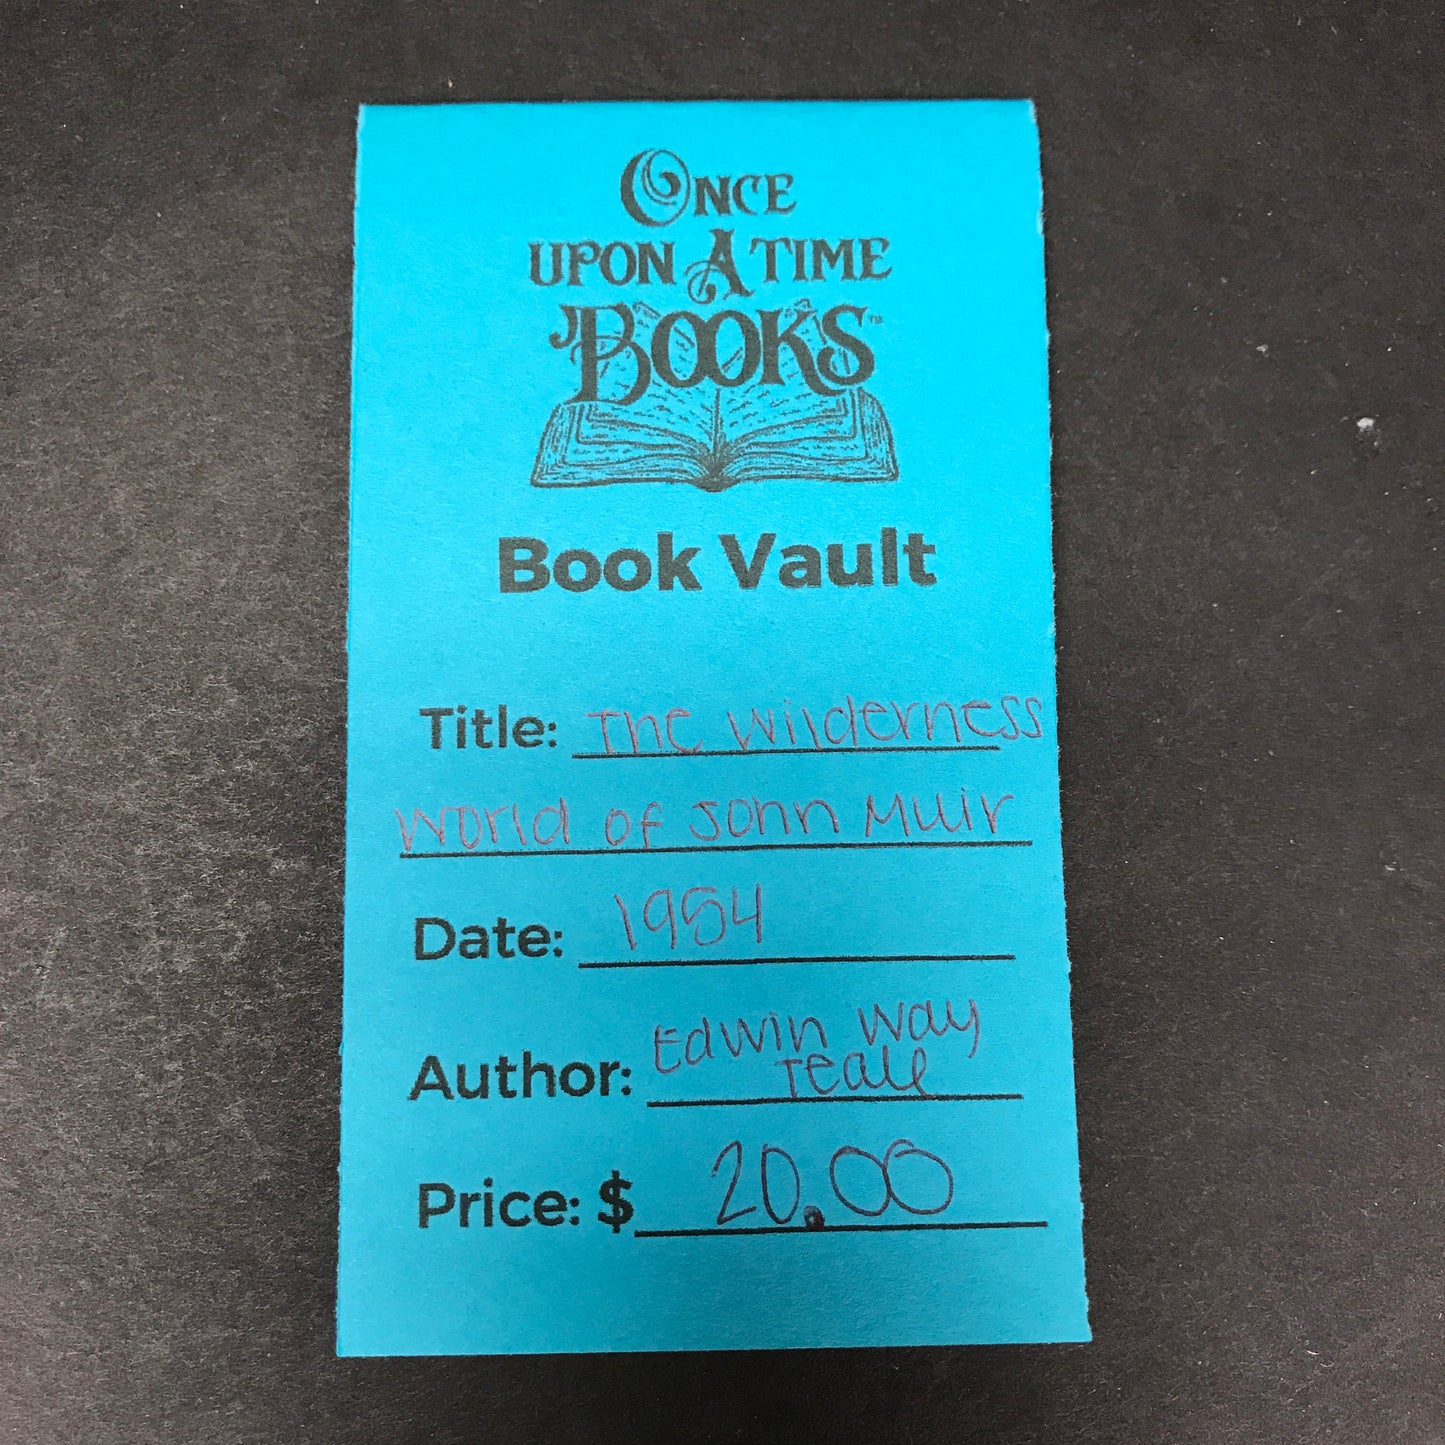 ONCE
UPON A TIME
BOOKS™
Book Vault
Title: The Wilderness
World of John Muir
Date: 1954
Author: Edwin Way
Teale
Price: $ 20.00